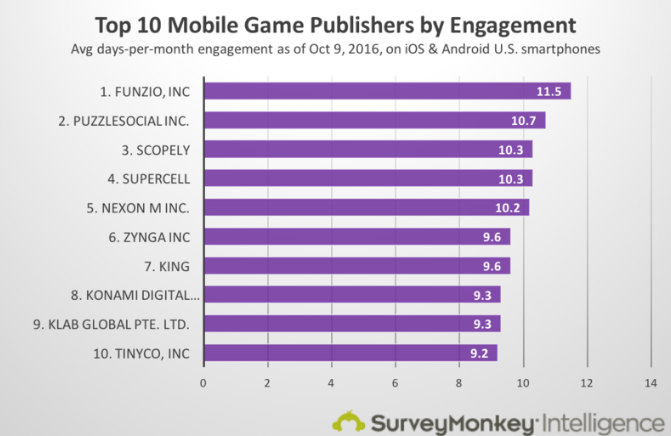 Top 10 Mobile Game Publishers by Engagement
Avg days-per-month engagement as of Oct 9, 2016, on iOS & Android U.S. smartphones
1. FUNZIO, INC 11.5
2. PUZZLESOCIAL INC. 10.7
3. SCOPELY 10.3
4. SUPERCELL 10.3
5. NEXON M INC. 10.2
6. ZYNGA INC 9.6
7. KING 9.6
8. KONAMI DIGITAL... 9.3
9. KLAB GLOBAL PTE. LTD. 9.3
10. TINYCO, INC 9.2
0 2 4 6 8 10 12 14
SurveyMonkey Intelligence